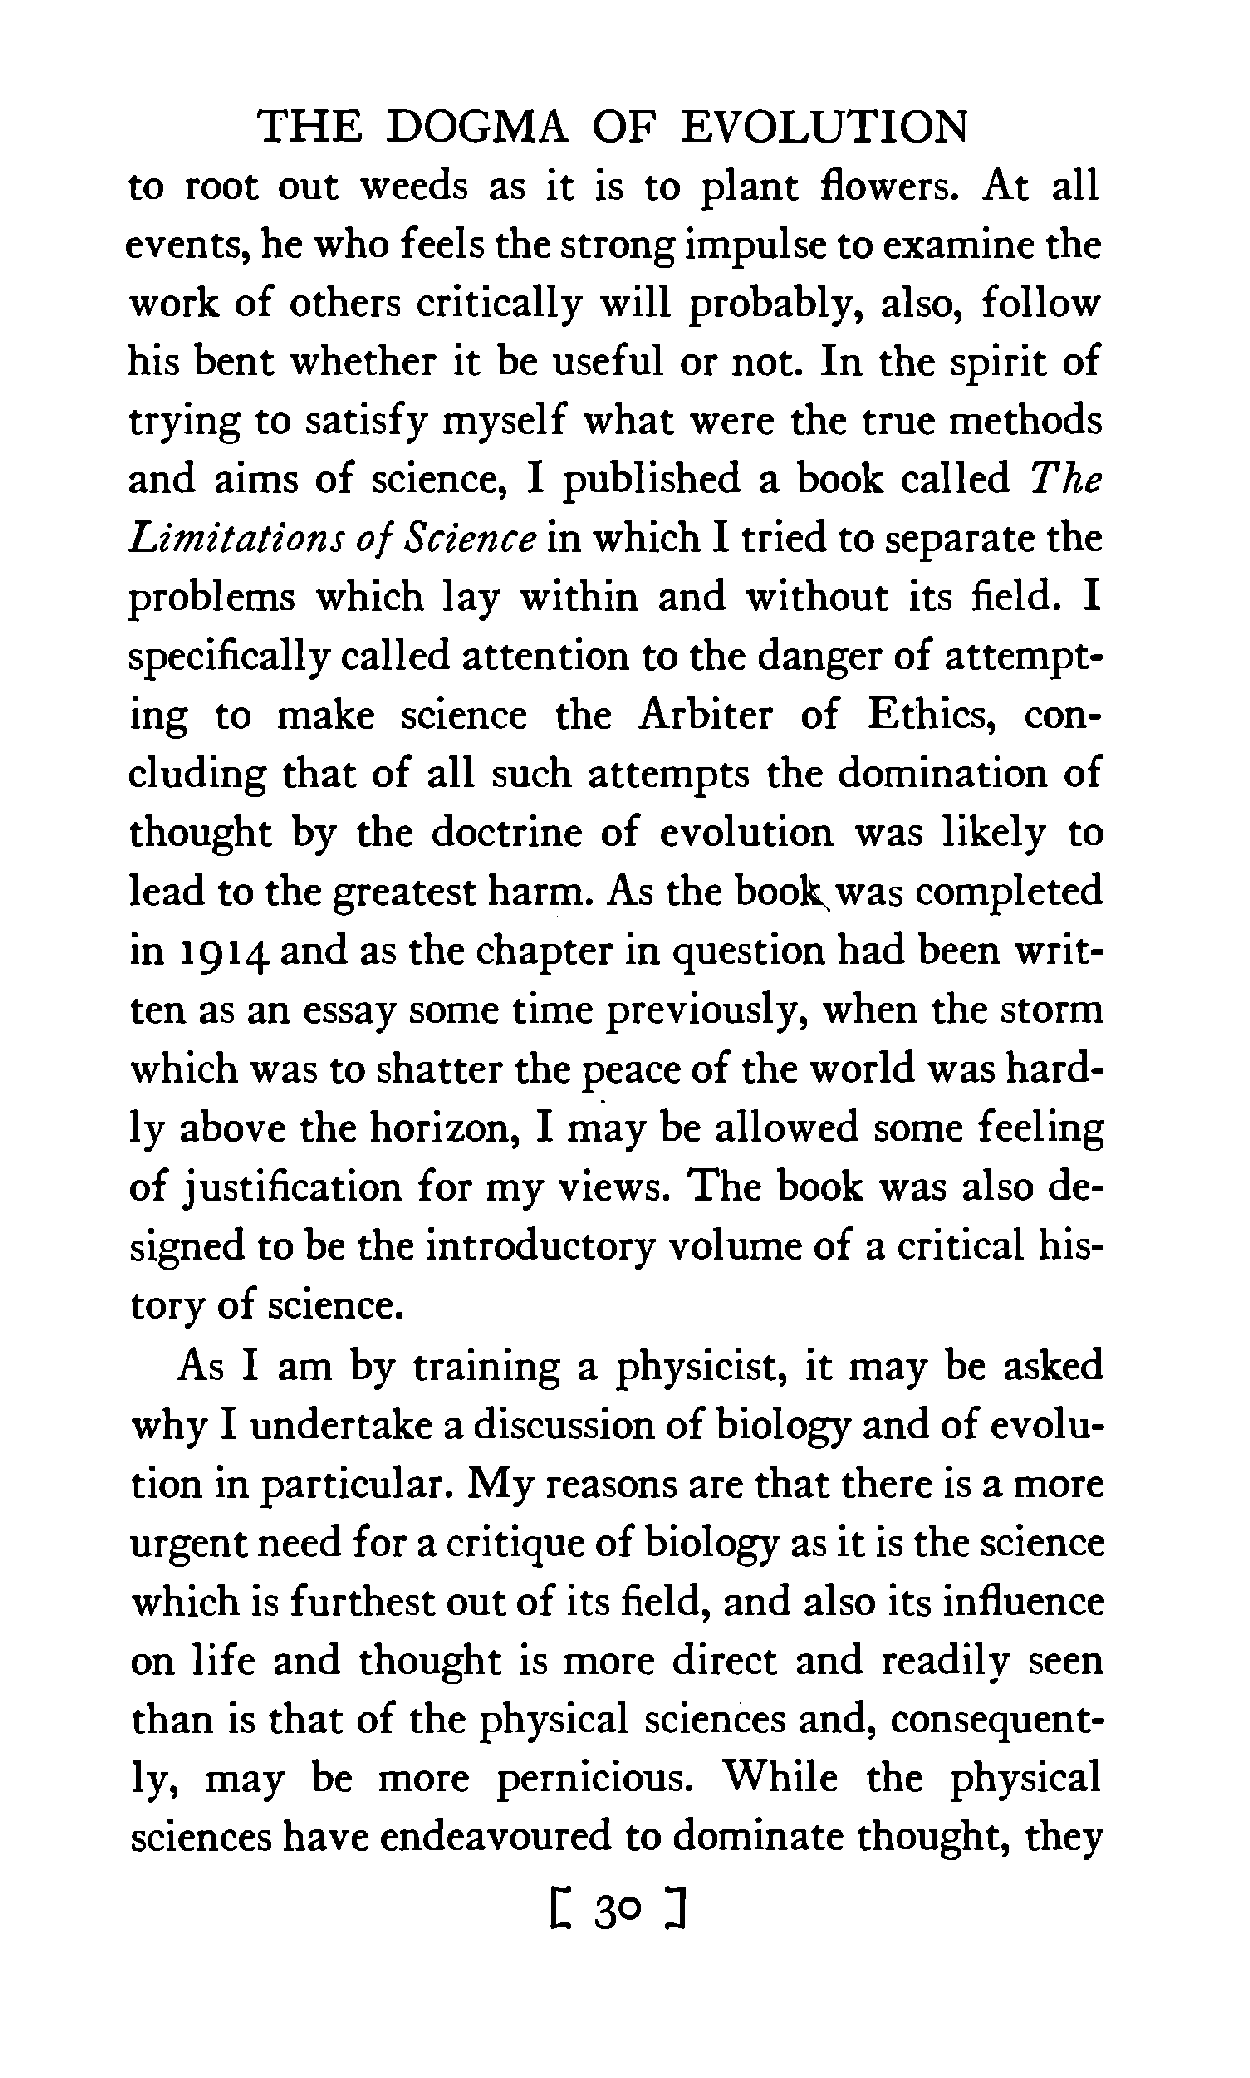 THE DOGMA OF EVOLUTION
to root out weeds as it is to plant flowers. At all
events, he who feels the strong impulse to examine the
work of others critically will probably, also, follow
his bent whether it be useful or not. In the spirit of
trying to satisfy myself what were the true methods
and aims of science, I published a book called The
Limitations of Science in which I tried to separate the
problems which lay within and without its field. I
specifically called attention to the danger of attempt-
ing to make science the Arbiter of Ethics, con-
cluding that of all such attempts the domination of
thought by the doctrine of evolution was likely to
lead to the greatest harm. As the book was completed
in 1914 and as the chapter in question had been writ-
ten as an essay some time previously, when the storm
which was to shatter the peace of the world was hard-
ly above the horizon, I may be allowed some feeling
of justification for my views. The book was also de-
signed to be the introductory volume of a critical his-
tory of science.
As I am by training a physicist, it may be asked
why I undertake a discussion of biology and of evolu-
tion in particular. My reasons are that there is a more
urgent need for a critique of biology as it is the science
which is furthest out of its field, and also its influence
on life and thought is more direct and readily seen
than is that of the physical sciences and, consequent-
ly, may be more pernicious. While the physical
sciences have endeavoured to dominate thought, they
[ 30 ]